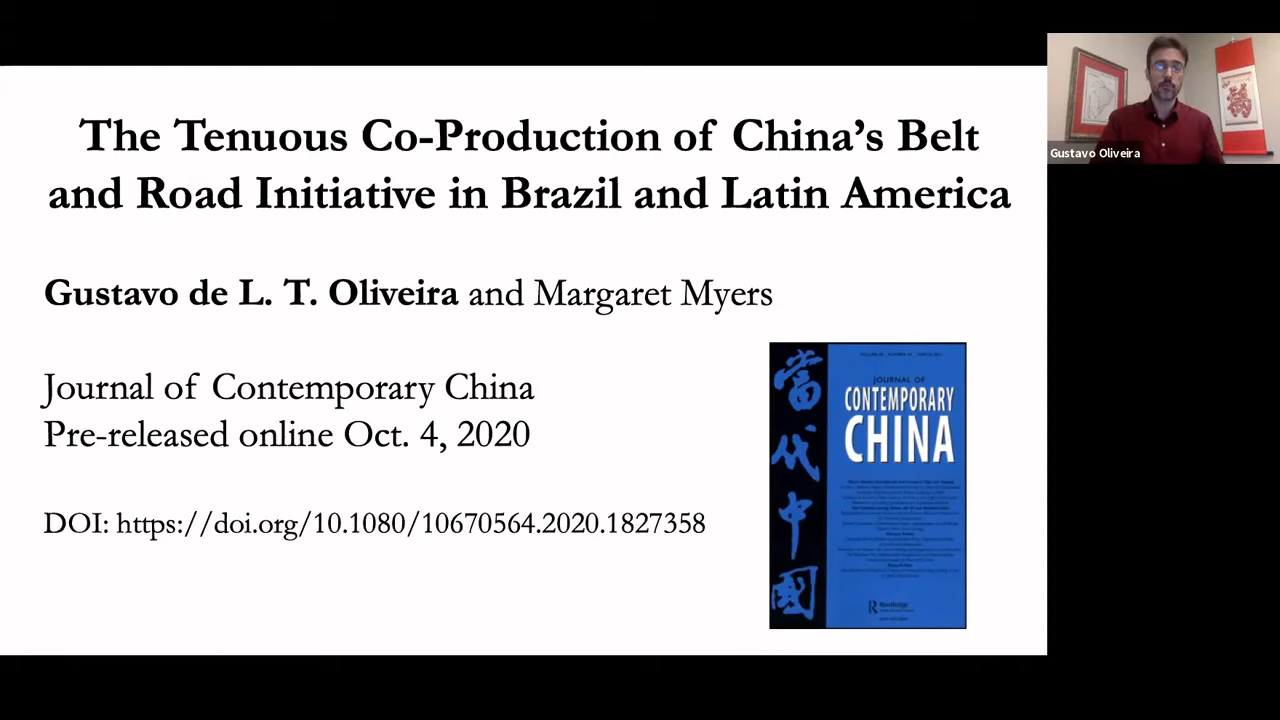 The Tenuous Co-Production of China's Belt
and Road Initiative in Brazil and Latin America
Gustavo de L. T. Oliveira and Margaret Myers
Journal of Contemporary China
Pre-released online Oct. 4, 2020
DOI: https://doi.org/10.1080/10670564.2020.1827358
當代中國
JOURNAL OF
CONTEMPORARY
CHINA
Routledge
Gustavo Oliveira